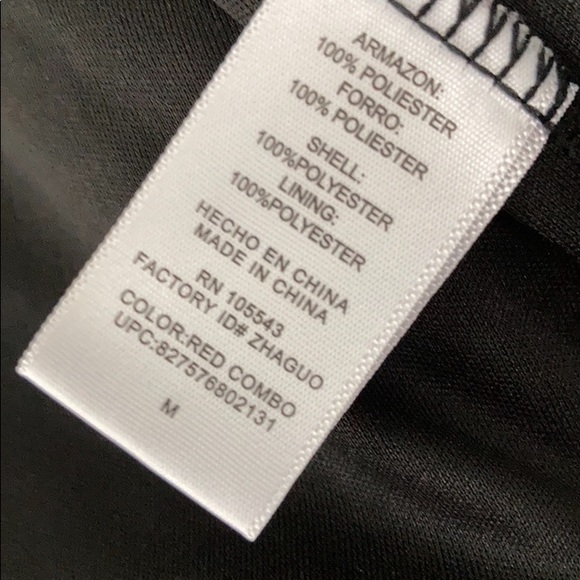 ARMAZON:
100% POLIESTER
FORRO:
100% POLIESTER
SHELL:
100%POLYESTER
LINING:
100%POLYESTER
HECHO EN CHINA
MADE IN CHINA
RN 105543
FACTORY ID# ZHAGUO
COLOR:RED COMBO
UPC:827576802131
M